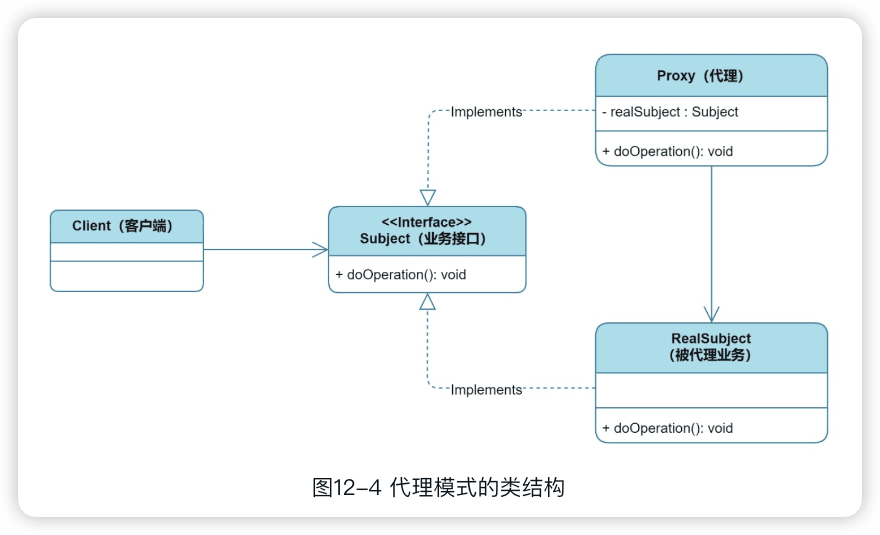 Proxy（代理）
- realSubject : Subject
+ doOperation(): void
Implements
Client（客户端）
<<Interface>>
Subject（业务接口）
+ doOperation(): void
RealSubject
（被代理业务）
+ doOperation(): void
Implements
图12-4 代理模式的类结构